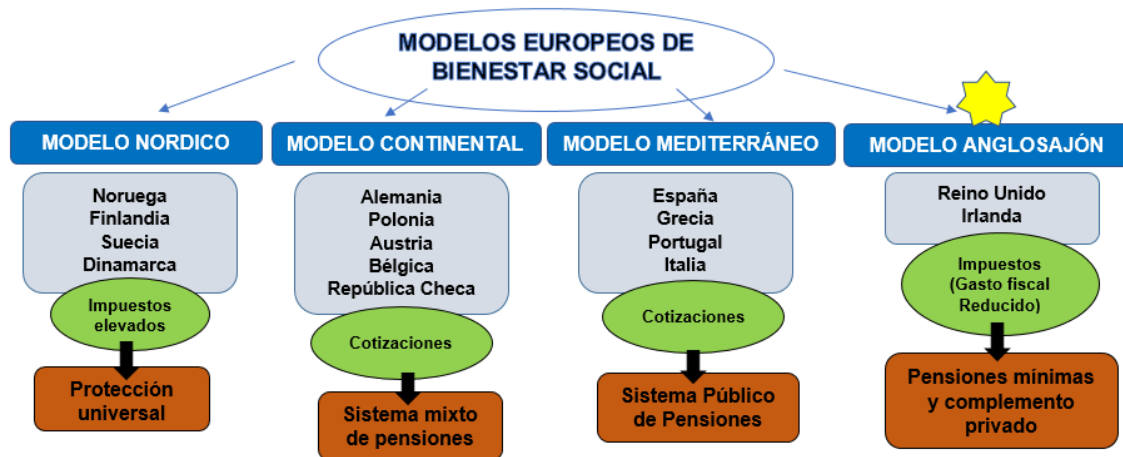 MODELOS EUROPEOS DE
BIENESTAR SOCIAL
MODELO NORDICO
Noruega
Finlandia
Suecia
Dinamarca
Impuestos
elevados
Protección
universal
MODELO CONTINENTAL
Alemania
Polonia
Austria
Bélgica
República Checa
Cotizaciones
Sistema mixto
de pensiones
MODELO MEDITERRÁNEO
España
Grecia
Portugal
Italia
Cotizaciones
Sistema Público
de Pensiones
MODELO ANGLOSAJÓN
Reino Unido
Irlanda
Impuestos
(Gasto fiscal
Reducido)
Pensiones mínimas
y complemento
privado